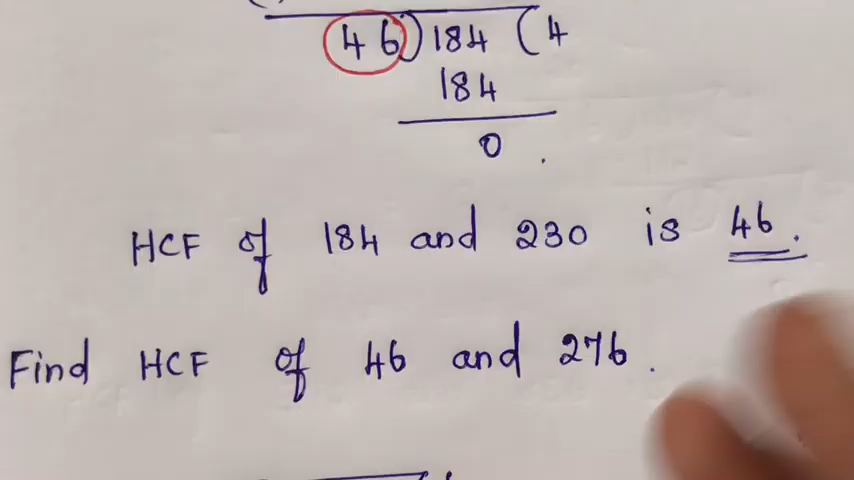 46)184(4
184
0
HCF of 184 and 230 is 46.
Find HCF of 46 and 276.